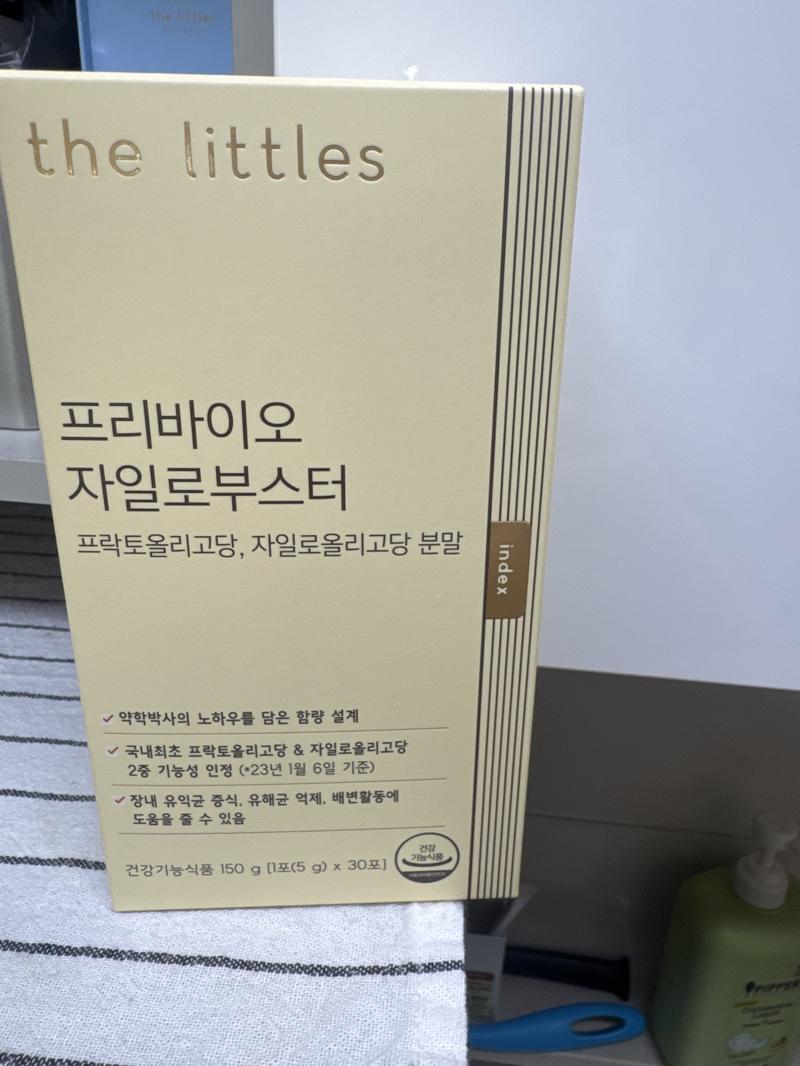 the littles
the littles
프리바이오
자일로부스터
프락토올리고당, 자일로올리고당 분말
index
약학박사의 노하우를 담은 함량 설계
국내최초 프락토올리고당 & 자일로올리고당
2중 기능성 인정 (*23년 1월 6일 기준)
장내 유익균 증식, 유해균 억제, 배변활동에
도움을 줄 수 있음
건강기능식품 150 g [1포(5 g) x 30포]
건강
기능식품